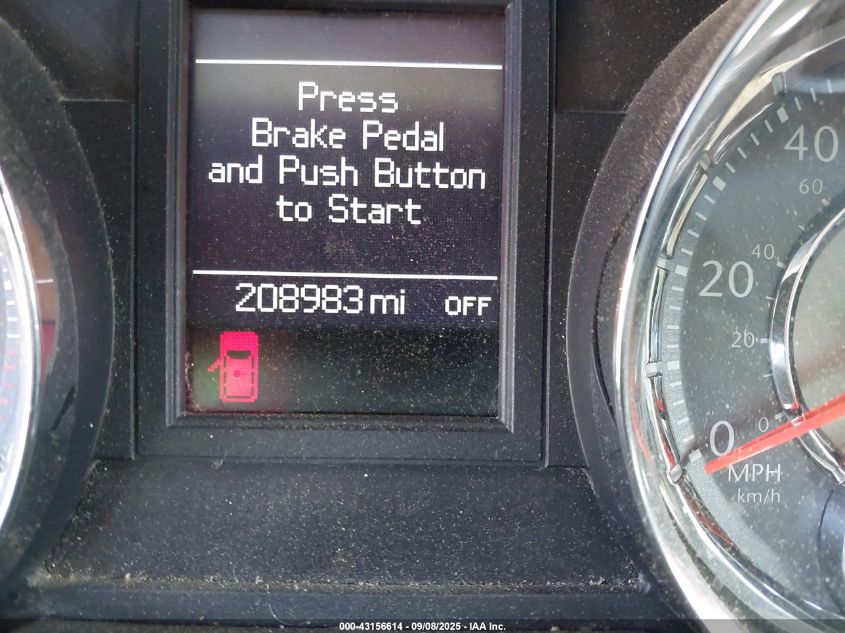 Press
Brake Pedal
and Push Button
to Start
208983 mi OFF
40
60
40
20
20
0
0
MPH
km/h
000-43156614 - 09/08/2025 - IAA Inc.